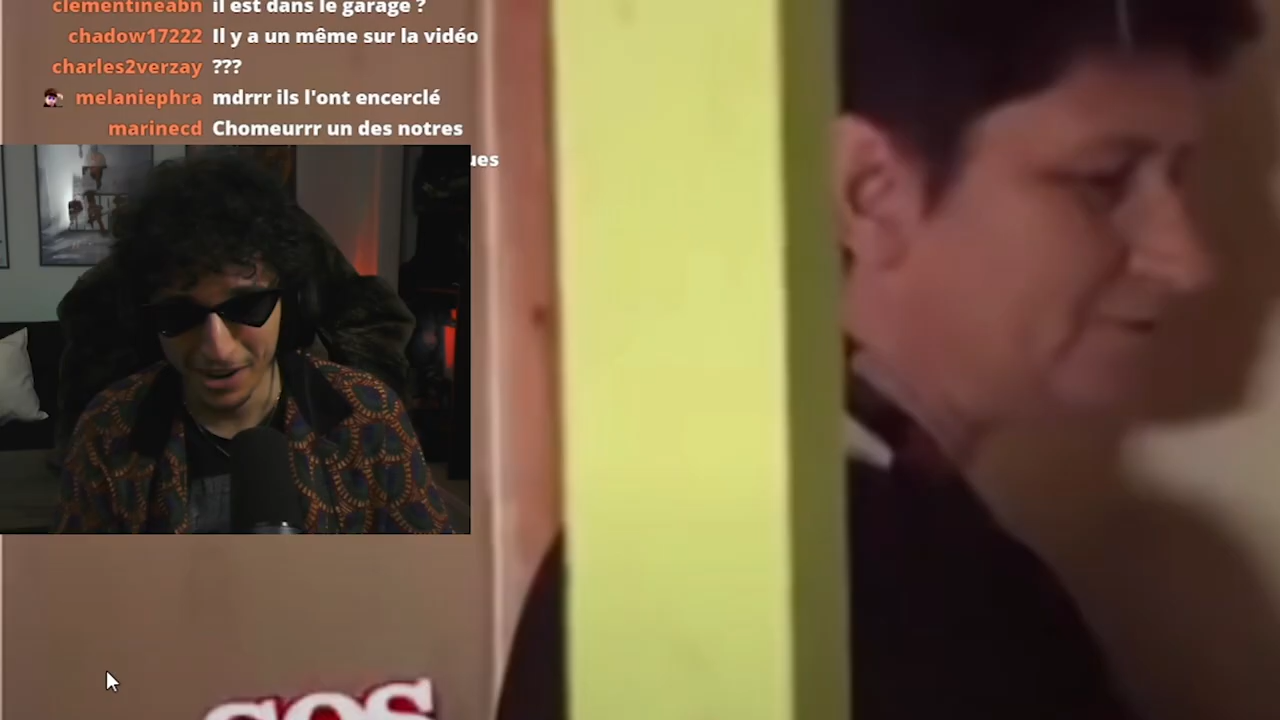 clementineabn il est dans le garage ?
chadow17222 Il y a un même sur la vidéo
charles2verzay ???
melaniephra mdrrr ils l'ont encerclé
marinecd Chomeurrr un des notres
sos